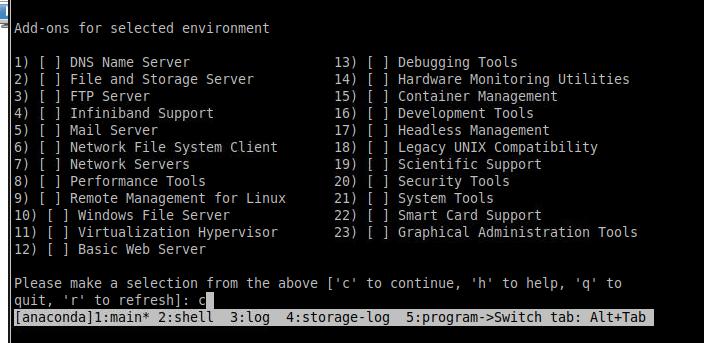 Add-ons for selected environment
1) [ ] DNS Name Server 13) [ ] Debugging Tools
2) [ ] File and Storage Server 14) [ ] Hardware Monitoring Utilities
3) [ ] FTP Server 15) [ ] Container Management
4) [ ] Infiniband Support 16) [ ] Development Tools
5) [ ] Mail Server 17) [ ] Headless Management
6) [ ] Network File System Client 18) [ ] Legacy UNIX Compatibility
7) [ ] Network Servers 19) [ ] Scientific Support
8) [ ] Performance Tools 20) [ ] Security Tools
9) [ ] Remote Management for Linux 21) [ ] System Tools
10) [ ] Windows File Server 22) [ ] Smart Card Support
11) [ ] Virtualization Hypervisor 23) [ ] Graphical Administration Tools
12) [ ] Basic Web Server
Please make a selection from the above ['c' to continue, 'h' to help, 'q' to
quit, 'r' to refresh]: c
[anaconda]1:main* 2:shell 3:log 4:storage-log 5:program->Switch tab: Alt+Tab